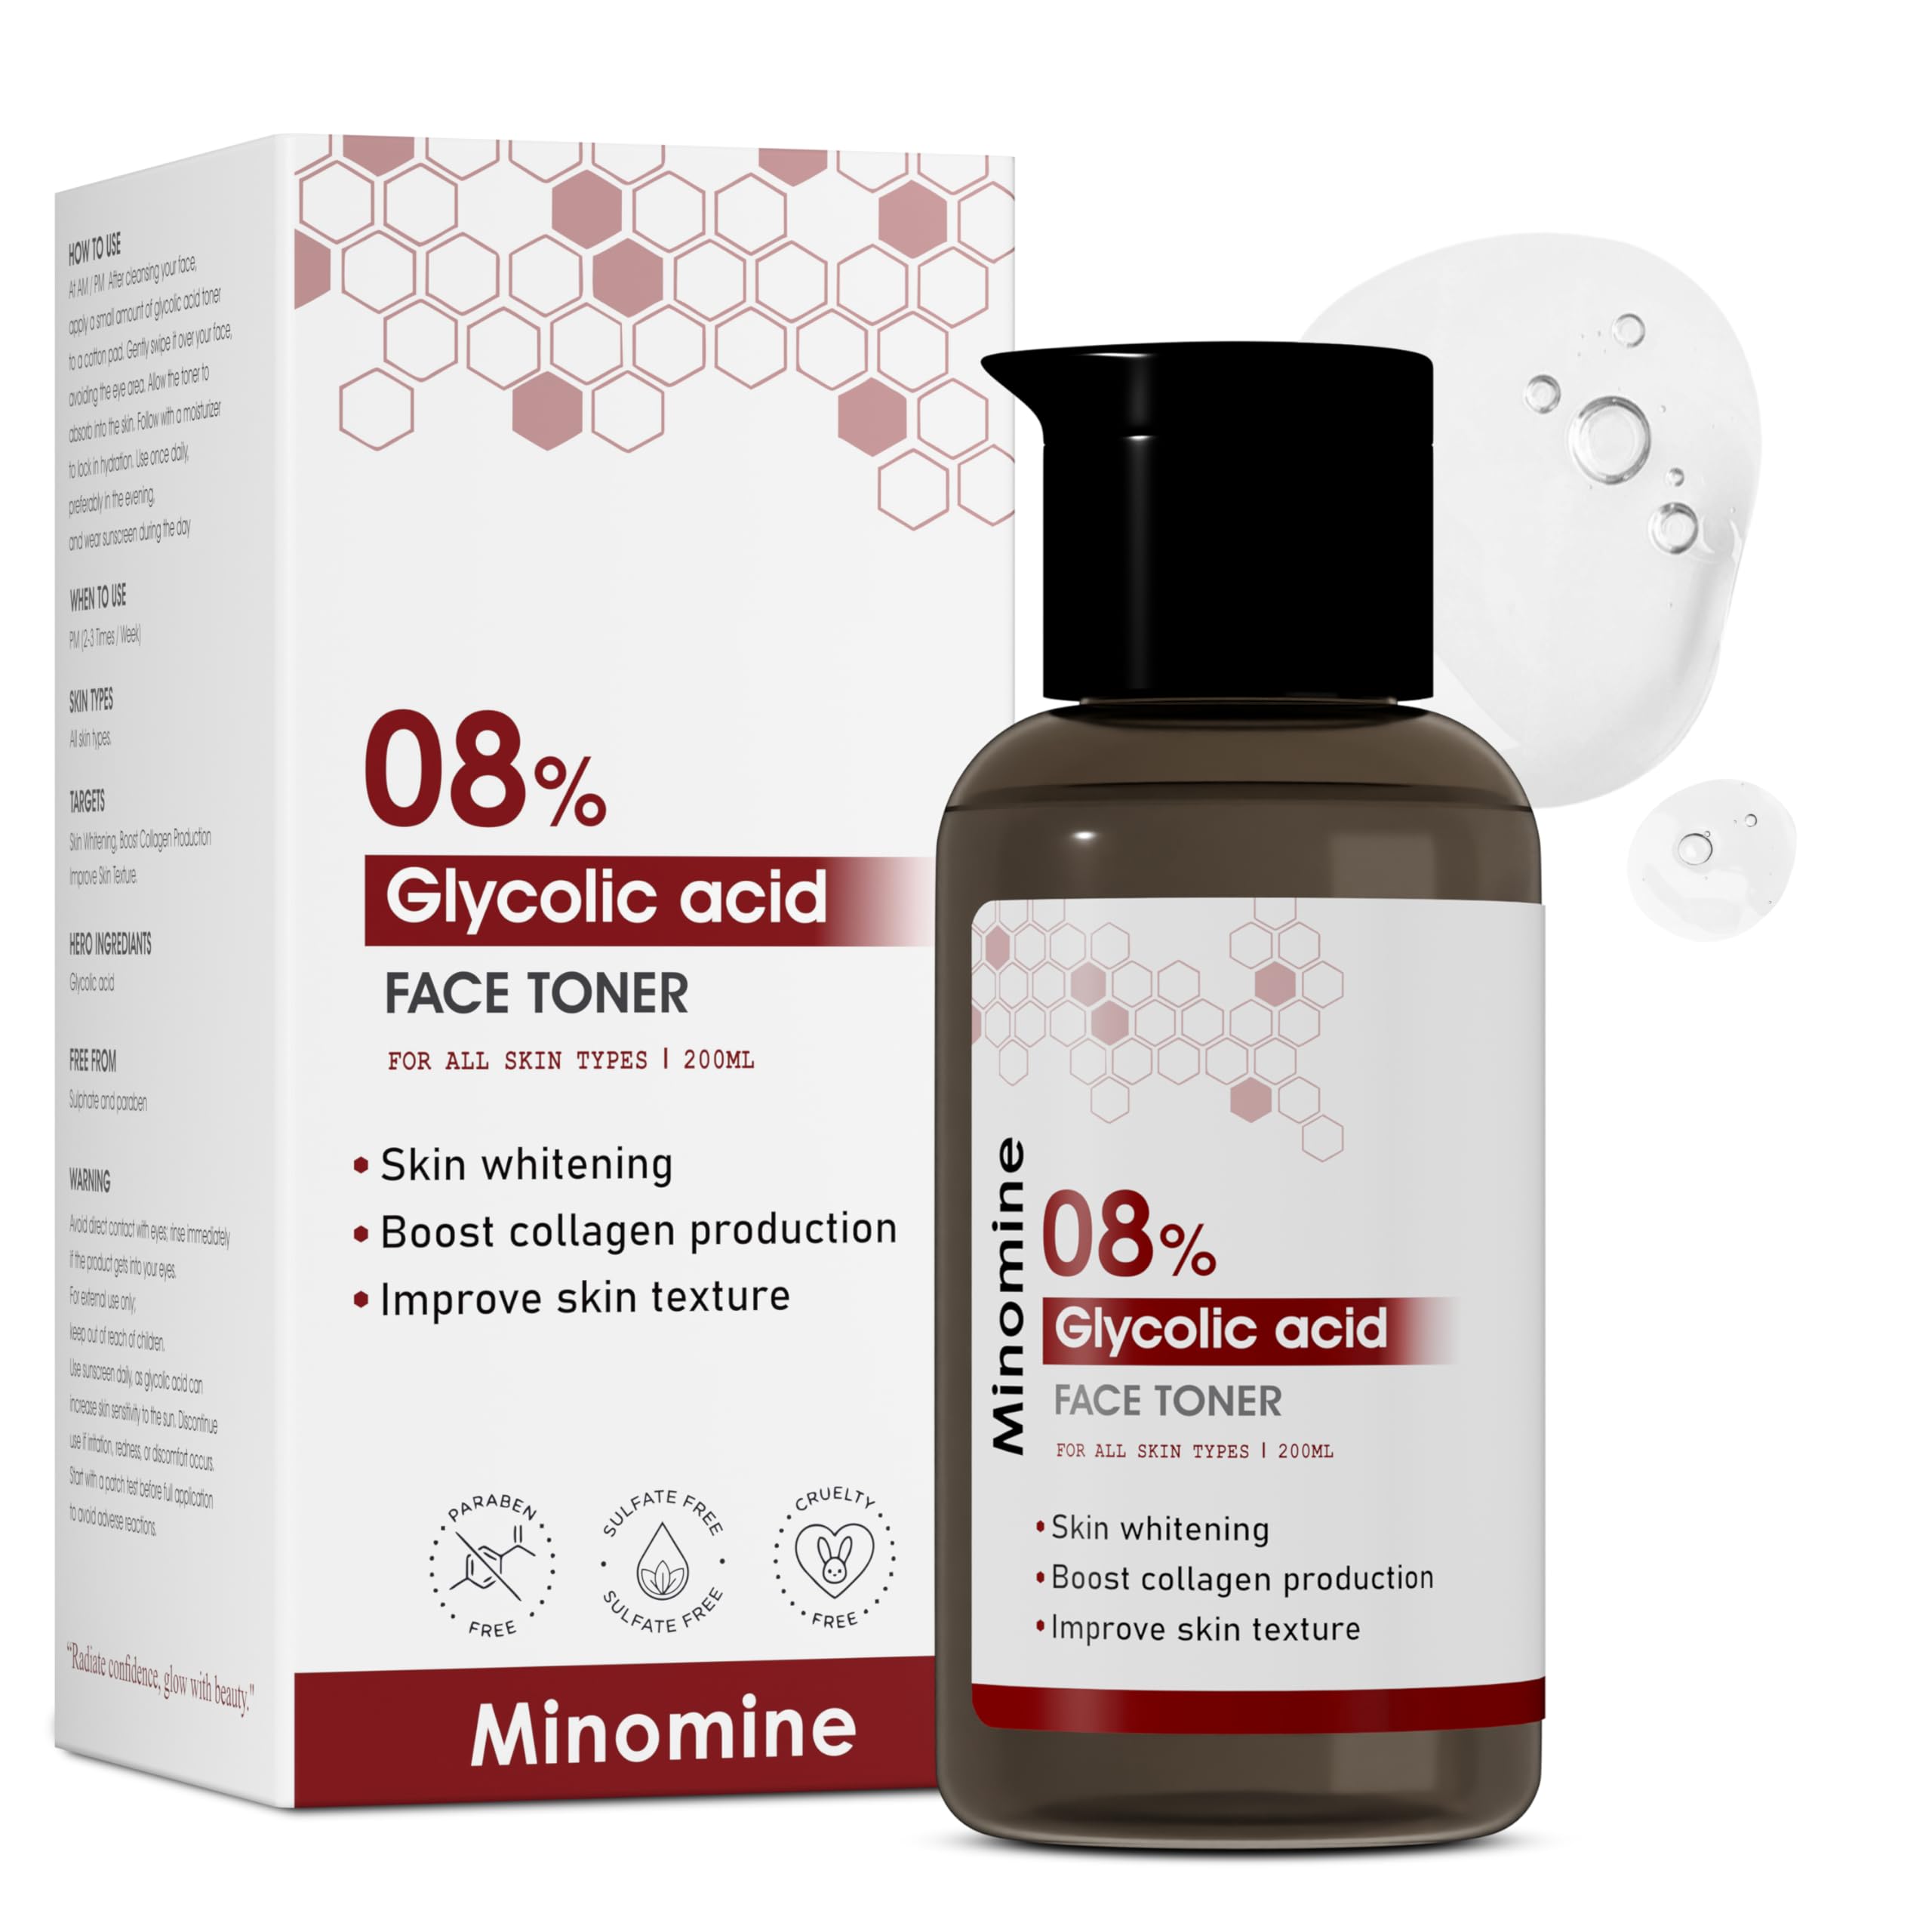 HOW TO USE
At AM / PM After cleansing your face,
apply a small amount of glycolic acid toner
to a cotton pad. Gently swipe it over your face,
avoiding the eye area. Allow the toner to
absorb into the skin. Follow with a moisturizer
to lock in hydration. Use once daily,
preferably in the evening,
and wear sunscreen during the day
WHEN TO USE
PM (2-3 Times / Week)
SKIN TYPES
All skin types.
TARGETS
Skin Whitening, Boost Collagen Production
Improve Skin Texture.
HERO INGREDIANTS
Glycolic acid
FREE FROM
Sulphate and paraben
WARNING
Avoid direct contact with eyes; rinse immediately
if the product gets into your eyes.
For external use only;
keep out of reach of children.
Use sunscreen daily, as glycolic acid can
increase skin sensitivity to the sun. Discontinue
use if irritation, redness, or discomfort occurs.
Start with a patch test before full application
to avoid adverse reactions.
"Radiate confidence, glow with beauty."
08%
Glycolic acid
FACE TONER
FOR ALL SKIN TYPES | 200ML
• Skin whitening
• Boost collagen production
• Improve skin texture
PARABEN
FREE
SULFATE FREE
SULFATE FREE
CRUELTY
FREE
Minomine
Minomine
08%
Glycolic acid
FACE TONER
FOR ALL SKIN TYPES | 200ML
• Skin whitening
• Boost collagen production
• Improve skin texture